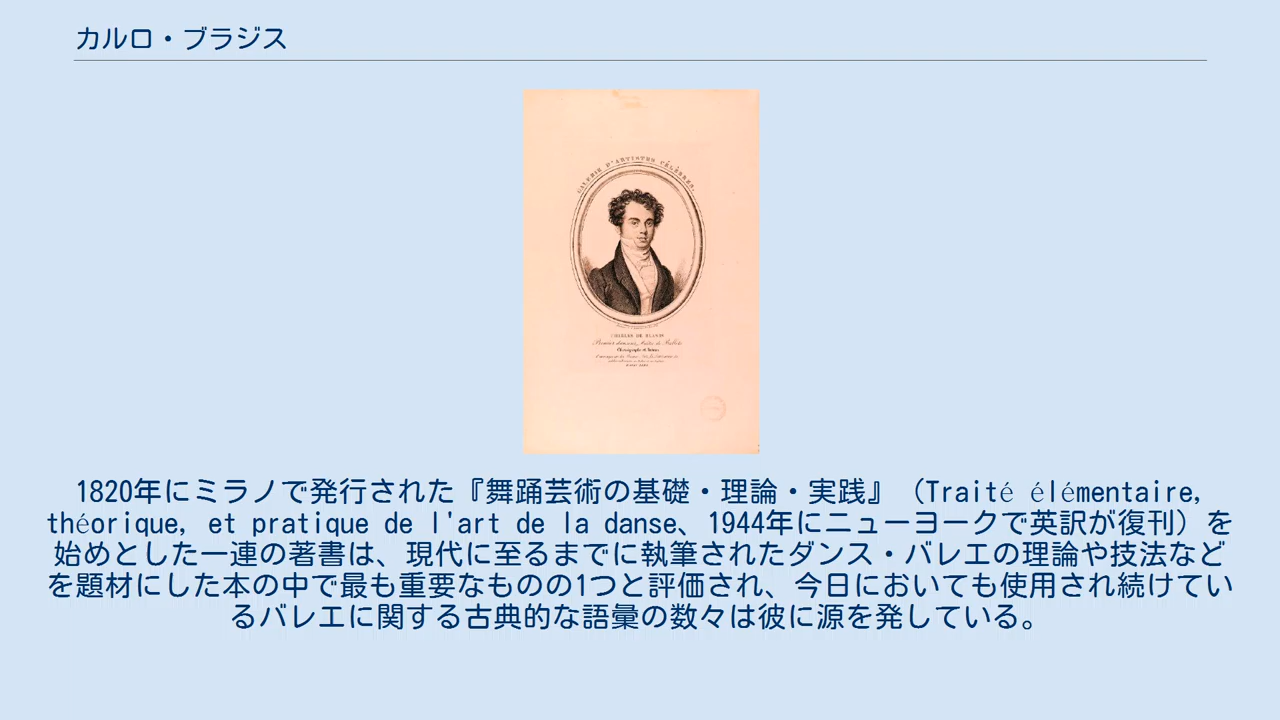 カルロ・ブラジス
GALERIE D'ARTISTES CÉLÈBRES.
CHARLES DE BLASIS
1820年にミラノで発行された『舞踊芸術の基礎・理論・実践』（Traité élémentaire,
théorique, et pratique de l'art de la danse、1944年にニューヨークで英訳が復刊）を
始めとした一連の著書は、現代に至るまでに執筆されたダンス・バレエの理論や技法など
を題材にした本の中で最も重要なものの1つと評価され、今日においても使用され続けてい
るバレエに関する古典的な語彙の数々は彼に源を発している。